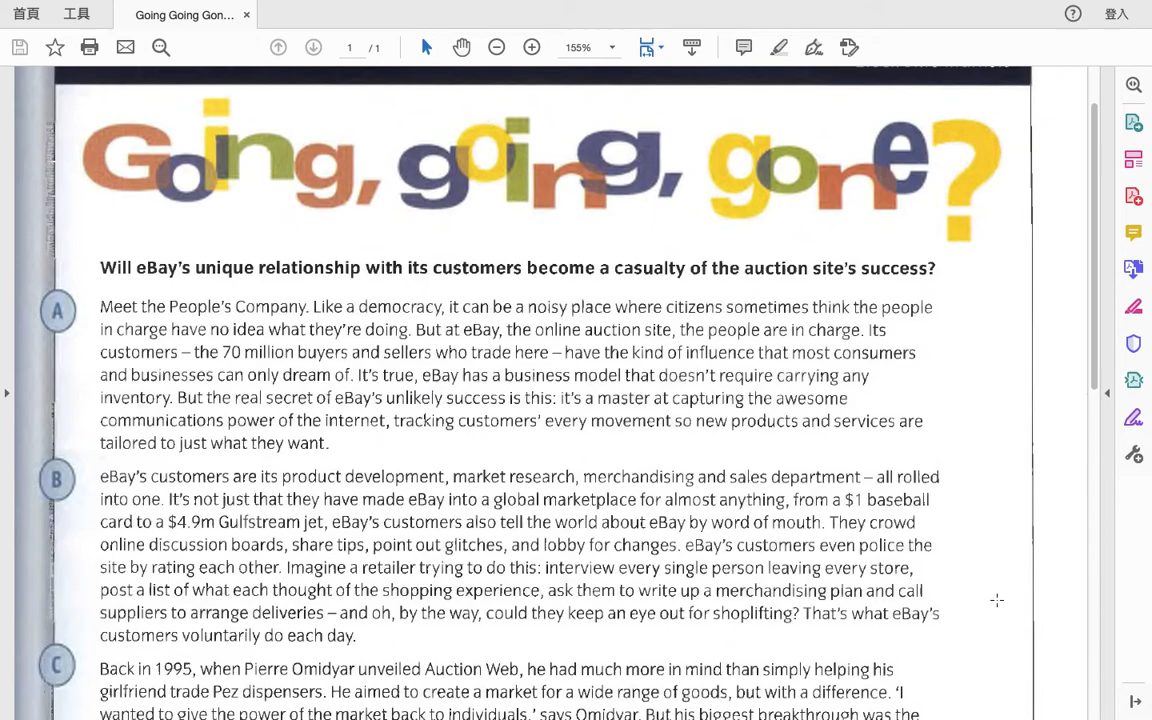 首頁 工具 Going Going Gon... ×
登入
1 / 1 155%
Going, going, gone?
Will eBay's unique relationship with its customers become a casualty of the auction site's success?
A
Meet the People's Company. Like a democracy, it can be a noisy place where citizens sometimes think the people
in charge have no idea what they're doing. But at eBay, the online auction site, the people are in charge. Its
customers – the 70 million buyers and sellers who trade here – have the kind of influence that most consumers
and businesses can only dream of. It's true, eBay has a business model that doesn't require carrying any
inventory. But the real secret of eBay's unlikely success is this: it's a master at capturing the awesome
communications power of the internet, tracking customers' every movement so new products and services are
tailored to just what they want.
B
eBay's customers are its product development, market research, merchandising and sales department – all rolled
into one. It's not just that they have made eBay into a global marketplace for almost anything, from a $1 baseball
card to a $4.9m Gulfstream jet, eBay's customers also tell the world about eBay by word of mouth. They crowd
online discussion boards, share tips, point out glitches, and lobby for changes. eBay's customers even police the
site by rating each other. Imagine a retailer trying to do this: interview every single person leaving every store,
post a list of what each thought of the shopping experience, ask them to write up a merchandising plan and call
suppliers to arrange deliveries – and oh, by the way, could they keep an eye out for shoplifting? That's what eBay's
customers voluntarily do each day.
C
Back in 1995, when Pierre Omidyar unveiled Auction Web, he had much more in mind than simply helping his
girlfriend trade Pez dispensers. He aimed to create a market for a wide range of goods, but with a difference. 'I
wanted to give the power of the market back to individuals,' says Omidyar. But his biggest breakthrough was the